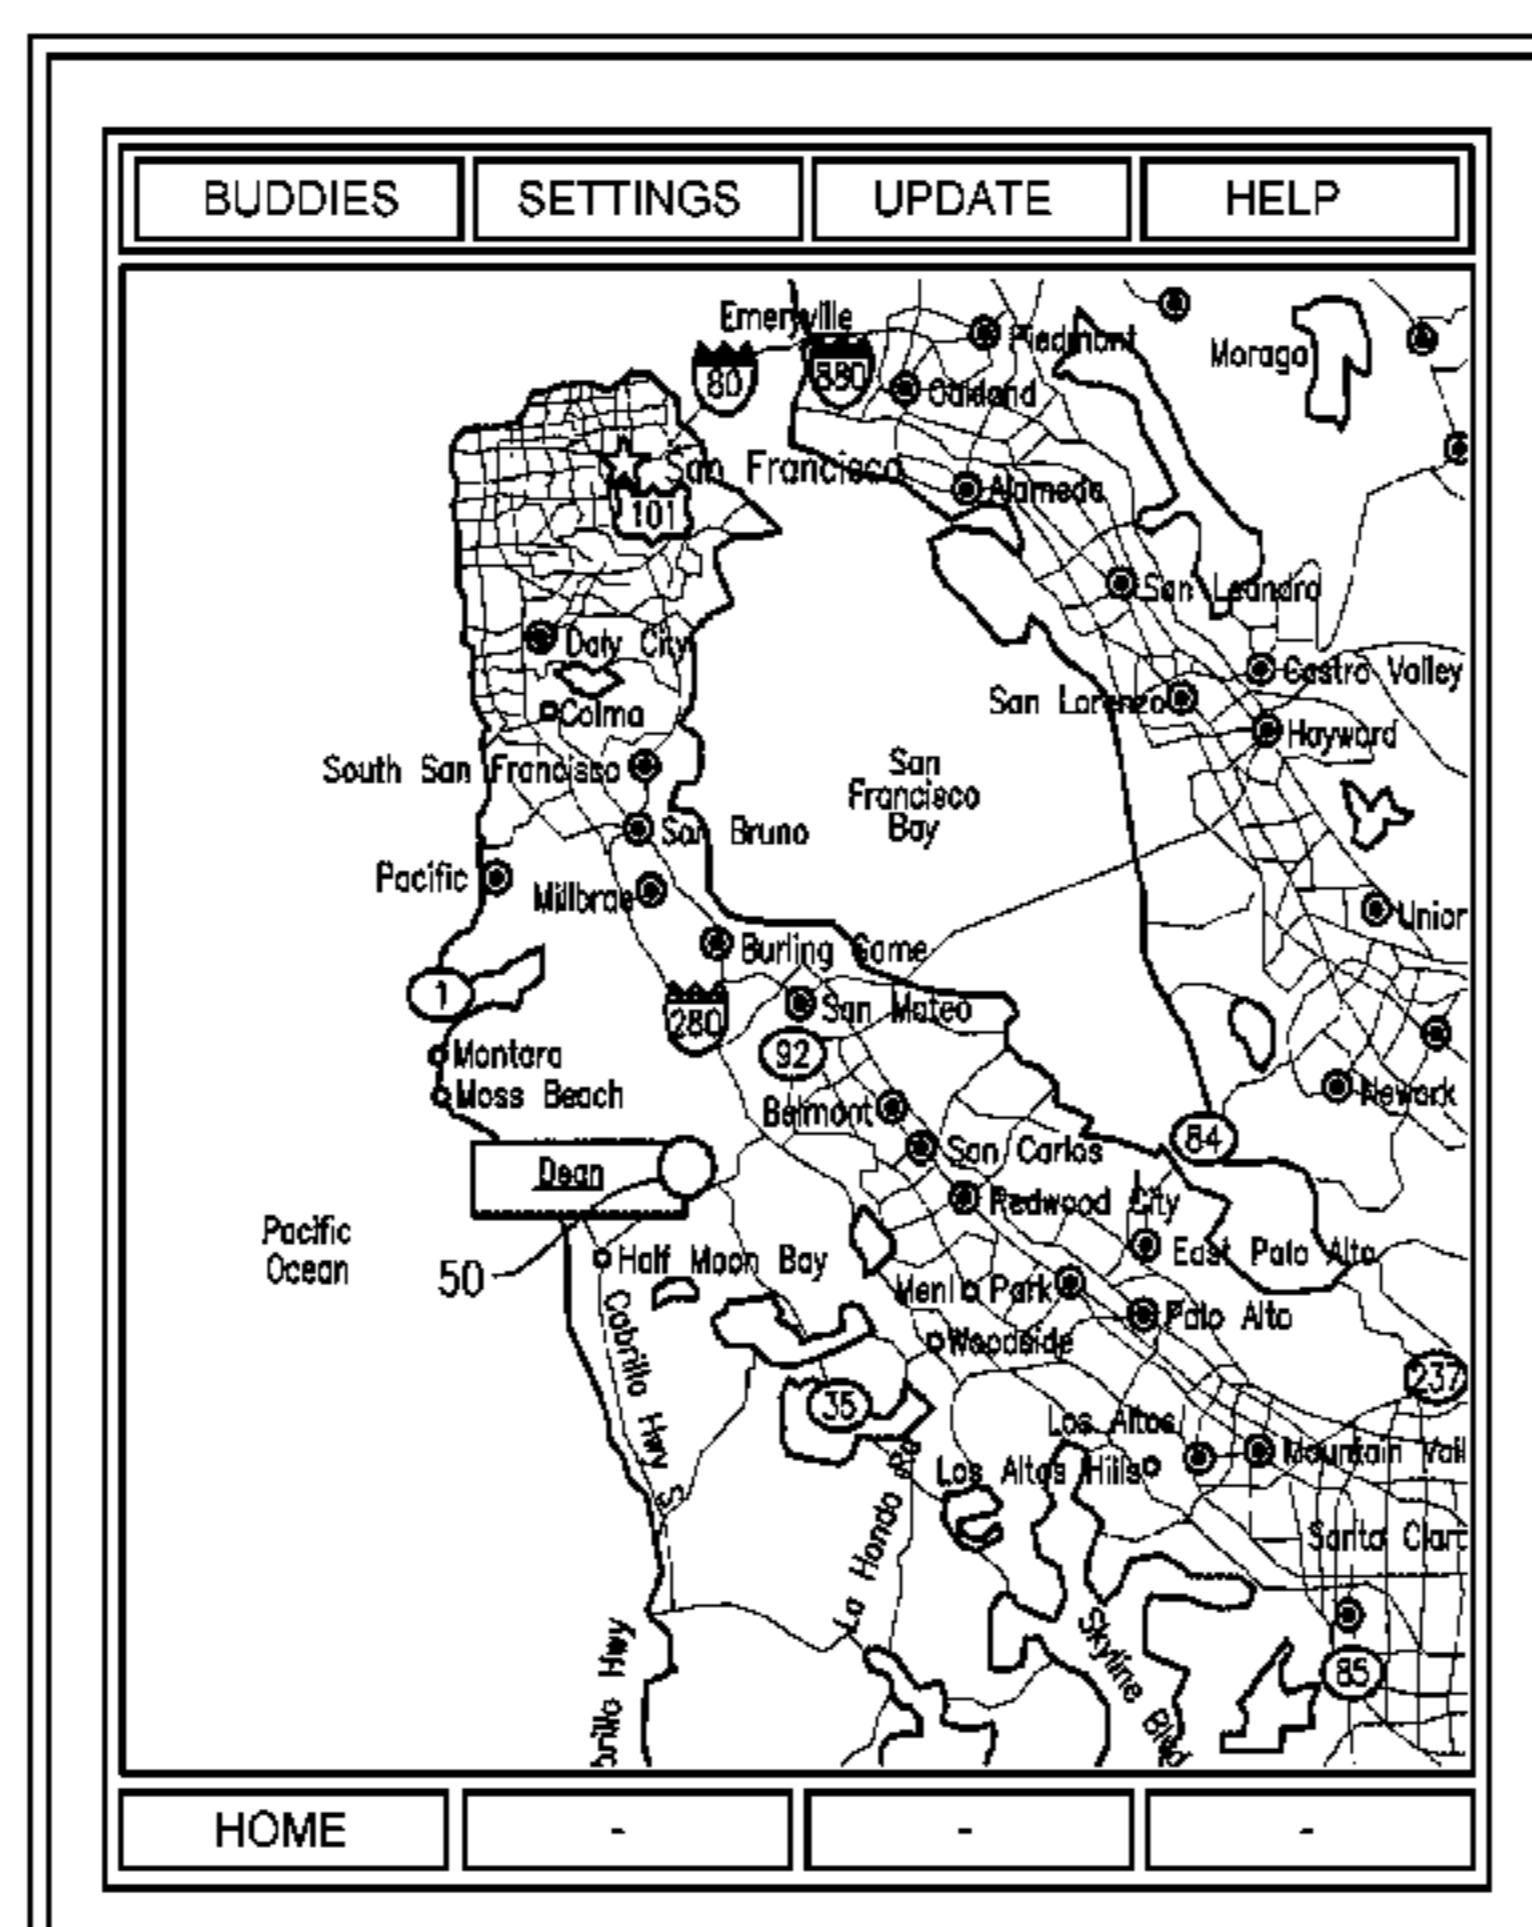 BUDDIES
SETTINGS
UPDATE
HELP
Emeryville
80
880
Piedmont
Morago
Oakland
San Francisco
101
Alameda
San Leandro
Daly City
Castro Valley
San Lorenzo
Colma
Hayward
South San Francisco
San
Francisco
Bay
San Bruno
Pacific
Millbrae
Union
Burling Game
1
280
San Mateo
92
Montara
Moss Beach
Newark
Belmont
84
San Carlos
Dean
Redwood City
Pacific
Ocean
50
Half Moon Bay
East Palo Alto
Menlo Park
Palo Alto
Woodside
Cabrillo Hwy S
35
237
Los Altos
Mountain Vail
Los Altos Hills
La Honda Rd
Santa Clar
Skyline Blvd
brillo Hwy
85
HOME
-
-
-